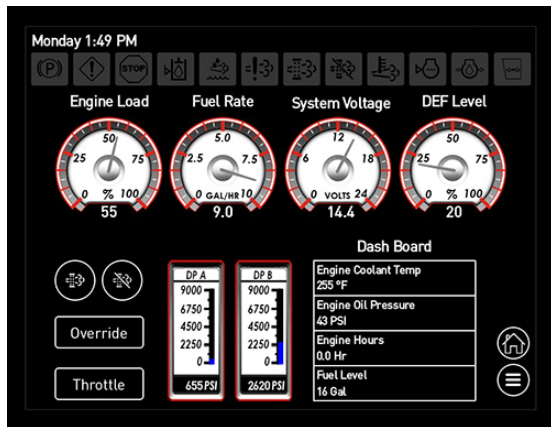 Monday 1:49 PM
(P) ! STOP
Engine Load Fuel Rate System Voltage DEF Level
50 5.0 12 50
25 75 2.5 7.5 6 18 25 75
0 % 100 0 GAL/HR 10 0 VOLTS 24 0 % 100
55 9.0 14.4 20
Dash Board
DP A DP B
9000 9000
6750 6750
4500 4500
2250 2250
0 0
655 PSI 2620 PSI
Engine Coolant Temp
255 °F
Engine Oil Pressure
43 PSI
Engine Hours
0.0 Hr
Fuel Level
16 Gal
Override
Throttle